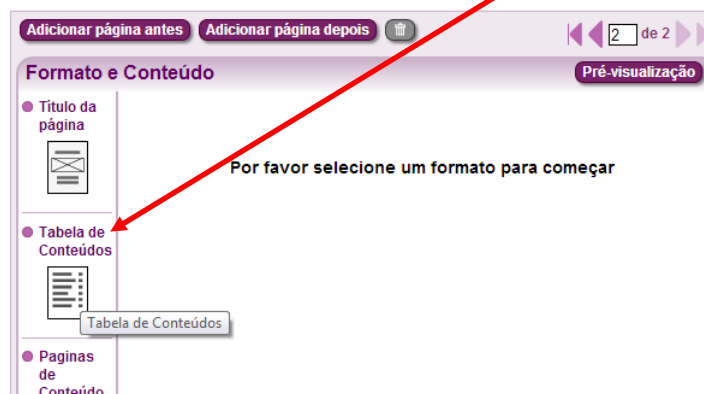 Adicionar página antes Adicionar página depois 2 de 2
Formato e Conteúdo Pré-visualização
Título da
página
Por favor selecione um formato para começar
Tabela de
Conteúdos
Tabela de Conteúdos
Paginas
de
Conteúdo